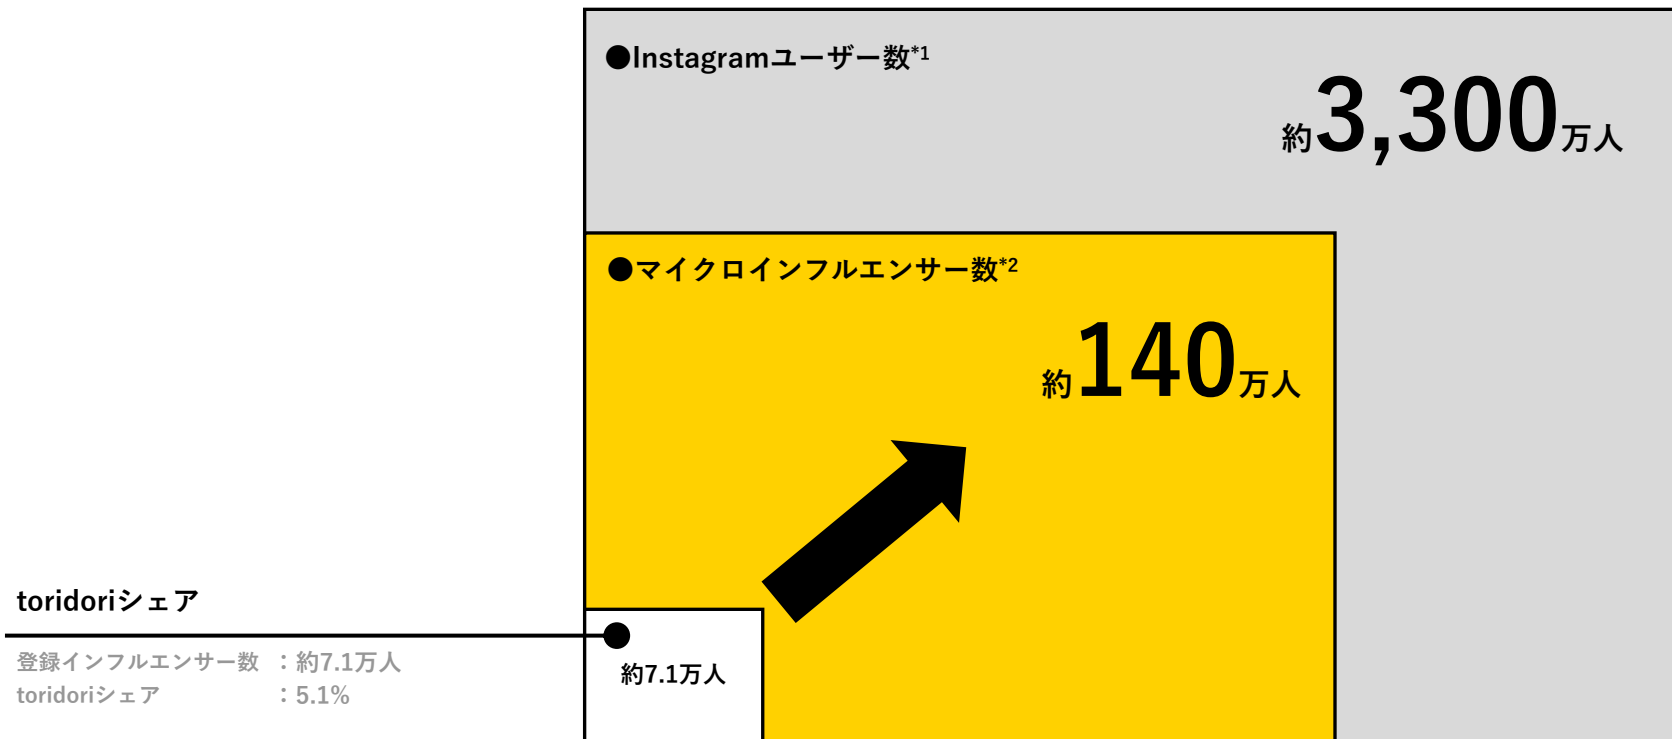 ●Instagramユーザー数*1
約3,300万人
●マイクロインフルエンサー数*2
約140万人
toridoriシェア
登録インフルエンサー数 ：約7.1万人
toridoriシェア ：5.1%
約7.1万人